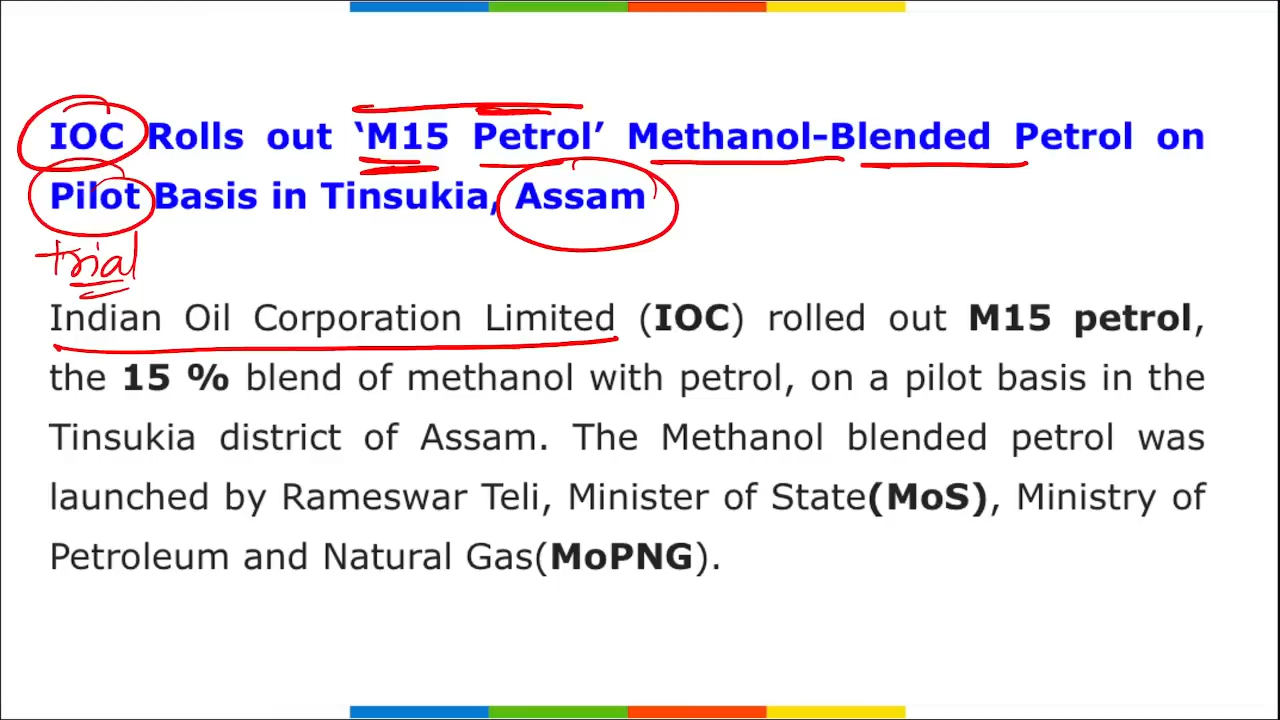 IOC Rolls out ‘M15 Petrol’ Methanol-Blended Petrol on
Pilot Basis in Tinsukia, Assam
trial
Indian Oil Corporation Limited (IOC) rolled out M15 petrol,
the 15 % blend of methanol with petrol, on a pilot basis in the
Tinsukia district of Assam. The Methanol blended petrol was
launched by Rameswar Teli, Minister of State(MoS), Ministry of
Petroleum and Natural Gas(MoPNG).